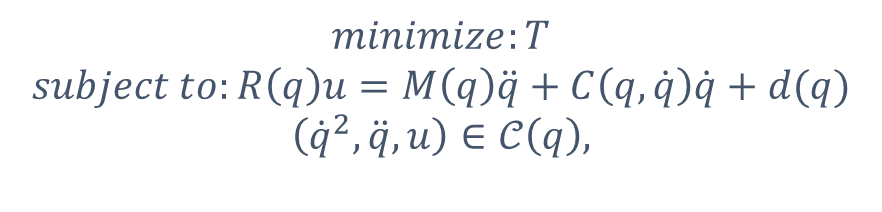 minimize: T
subject to: R(q)u = M(q)q̈ + C(q, q̇)q̇ + d(q)
(q̇², q̈, u) ∈ 𝒞(q),